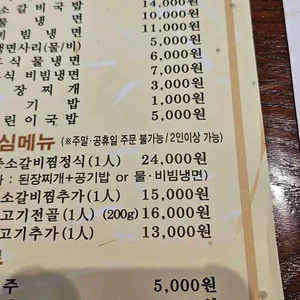 소갈비국밥 14,000원
물 냉 면 10,000원
비 빔 냉 면 11,000원
냉면사리(물/비) 5,000원
식 물 냉 면 6,000원
식 비빔냉면 7,000원
장 찌 개 3,000원
기 밥 1,000원
린이국밥 5,000원
심메뉴 (※주말·공휴일 주문 불가능 / 2인이상 가능)
소갈비찜정식(1인) 24,000원
: 된장찌개+공기밥 or 물·비빔냉면)
소갈비찜추가(1인) 15,000원
고기전골(1인) (200g) 16,000원
고기추가(1인) 13,000원
주 5,000원